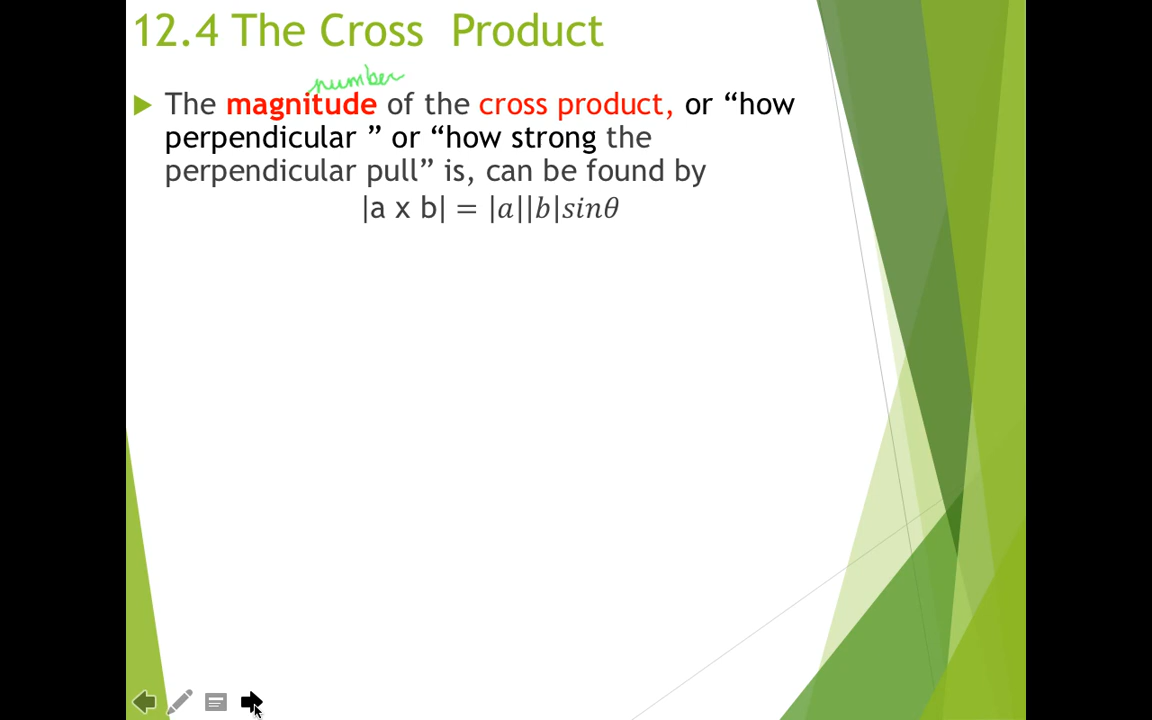 12.4 The Cross Product
number
The magnitude of the cross product, or “how
perpendicular ” or “how strong the
perpendicular pull” is, can be found by
|a x b| = |a||b|sinθ